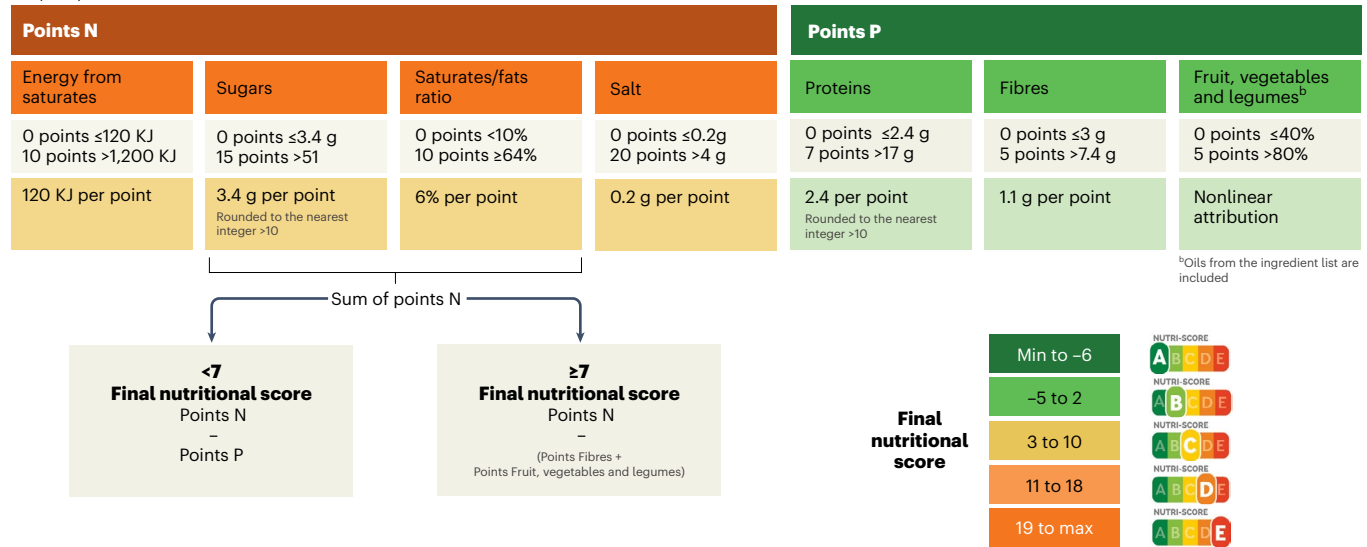 Points N
Points P
Energy from
saturates
Sugars
Saturates/fats
ratio
Salt
Proteins
Fibres
Fruit, vegetables
and legumesᵇ
0 points ≤120 KJ
10 points >1,200 KJ
0 points ≤3.4 g
15 points >51
0 points <10%
10 points ≥64%
0 points ≤0.2g
20 points >4 g
0 points ≤2.4 g
7 points >17 g
0 points ≤3 g
5 points >7.4 g
0 points ≤40%
5 points >80%
120 KJ per point
3.4 g per point
Rounded to the nearest
integer >10
6% per point
0.2 g per point
2.4 per point
Rounded to the nearest
integer >10
1.1 g per point
Nonlinear
attribution
ᵇOils from the ingredient list are
included
Sum of points N
<7
Final nutritional score
Points N
–
Points P
≥7
Final nutritional score
Points N
–
(Points Fibres +
Points Fruit, vegetables and legumes)
Final
nutritional
score
Min to –6
NUTRI-SCORE
A B C D E
–5 to 2
NUTRI-SCORE
A B C D E
3 to 10
NUTRI-SCORE
A B C D E
11 to 18
NUTRI-SCORE
A B C D E
19 to max
NUTRI-SCORE
A B C D E